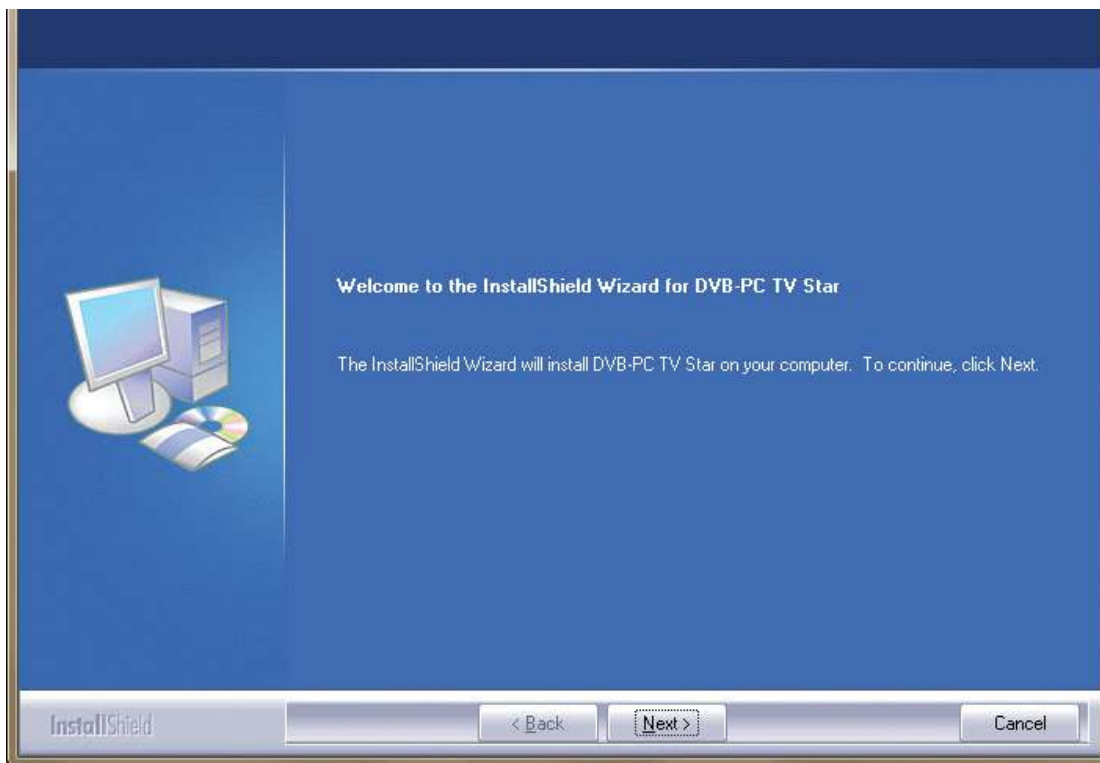 Welcome to the InstallShield Wizard for DVB-PC TV Star
The InstallShield Wizard will install DVB-PC TV Star on your computer. To continue, click Next.
InstallShield
< Back
Next >
Cancel